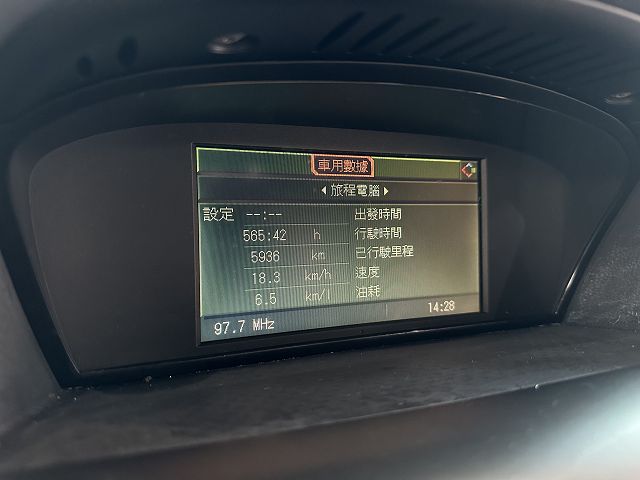 車用數據
旅程電腦
設定 --:-- 出發時間
565:42 h 行駛時間
5936 km 已行駛里程
18.3 km/h 速度
6.5 km/l 油耗
97.7 MHz 14:28